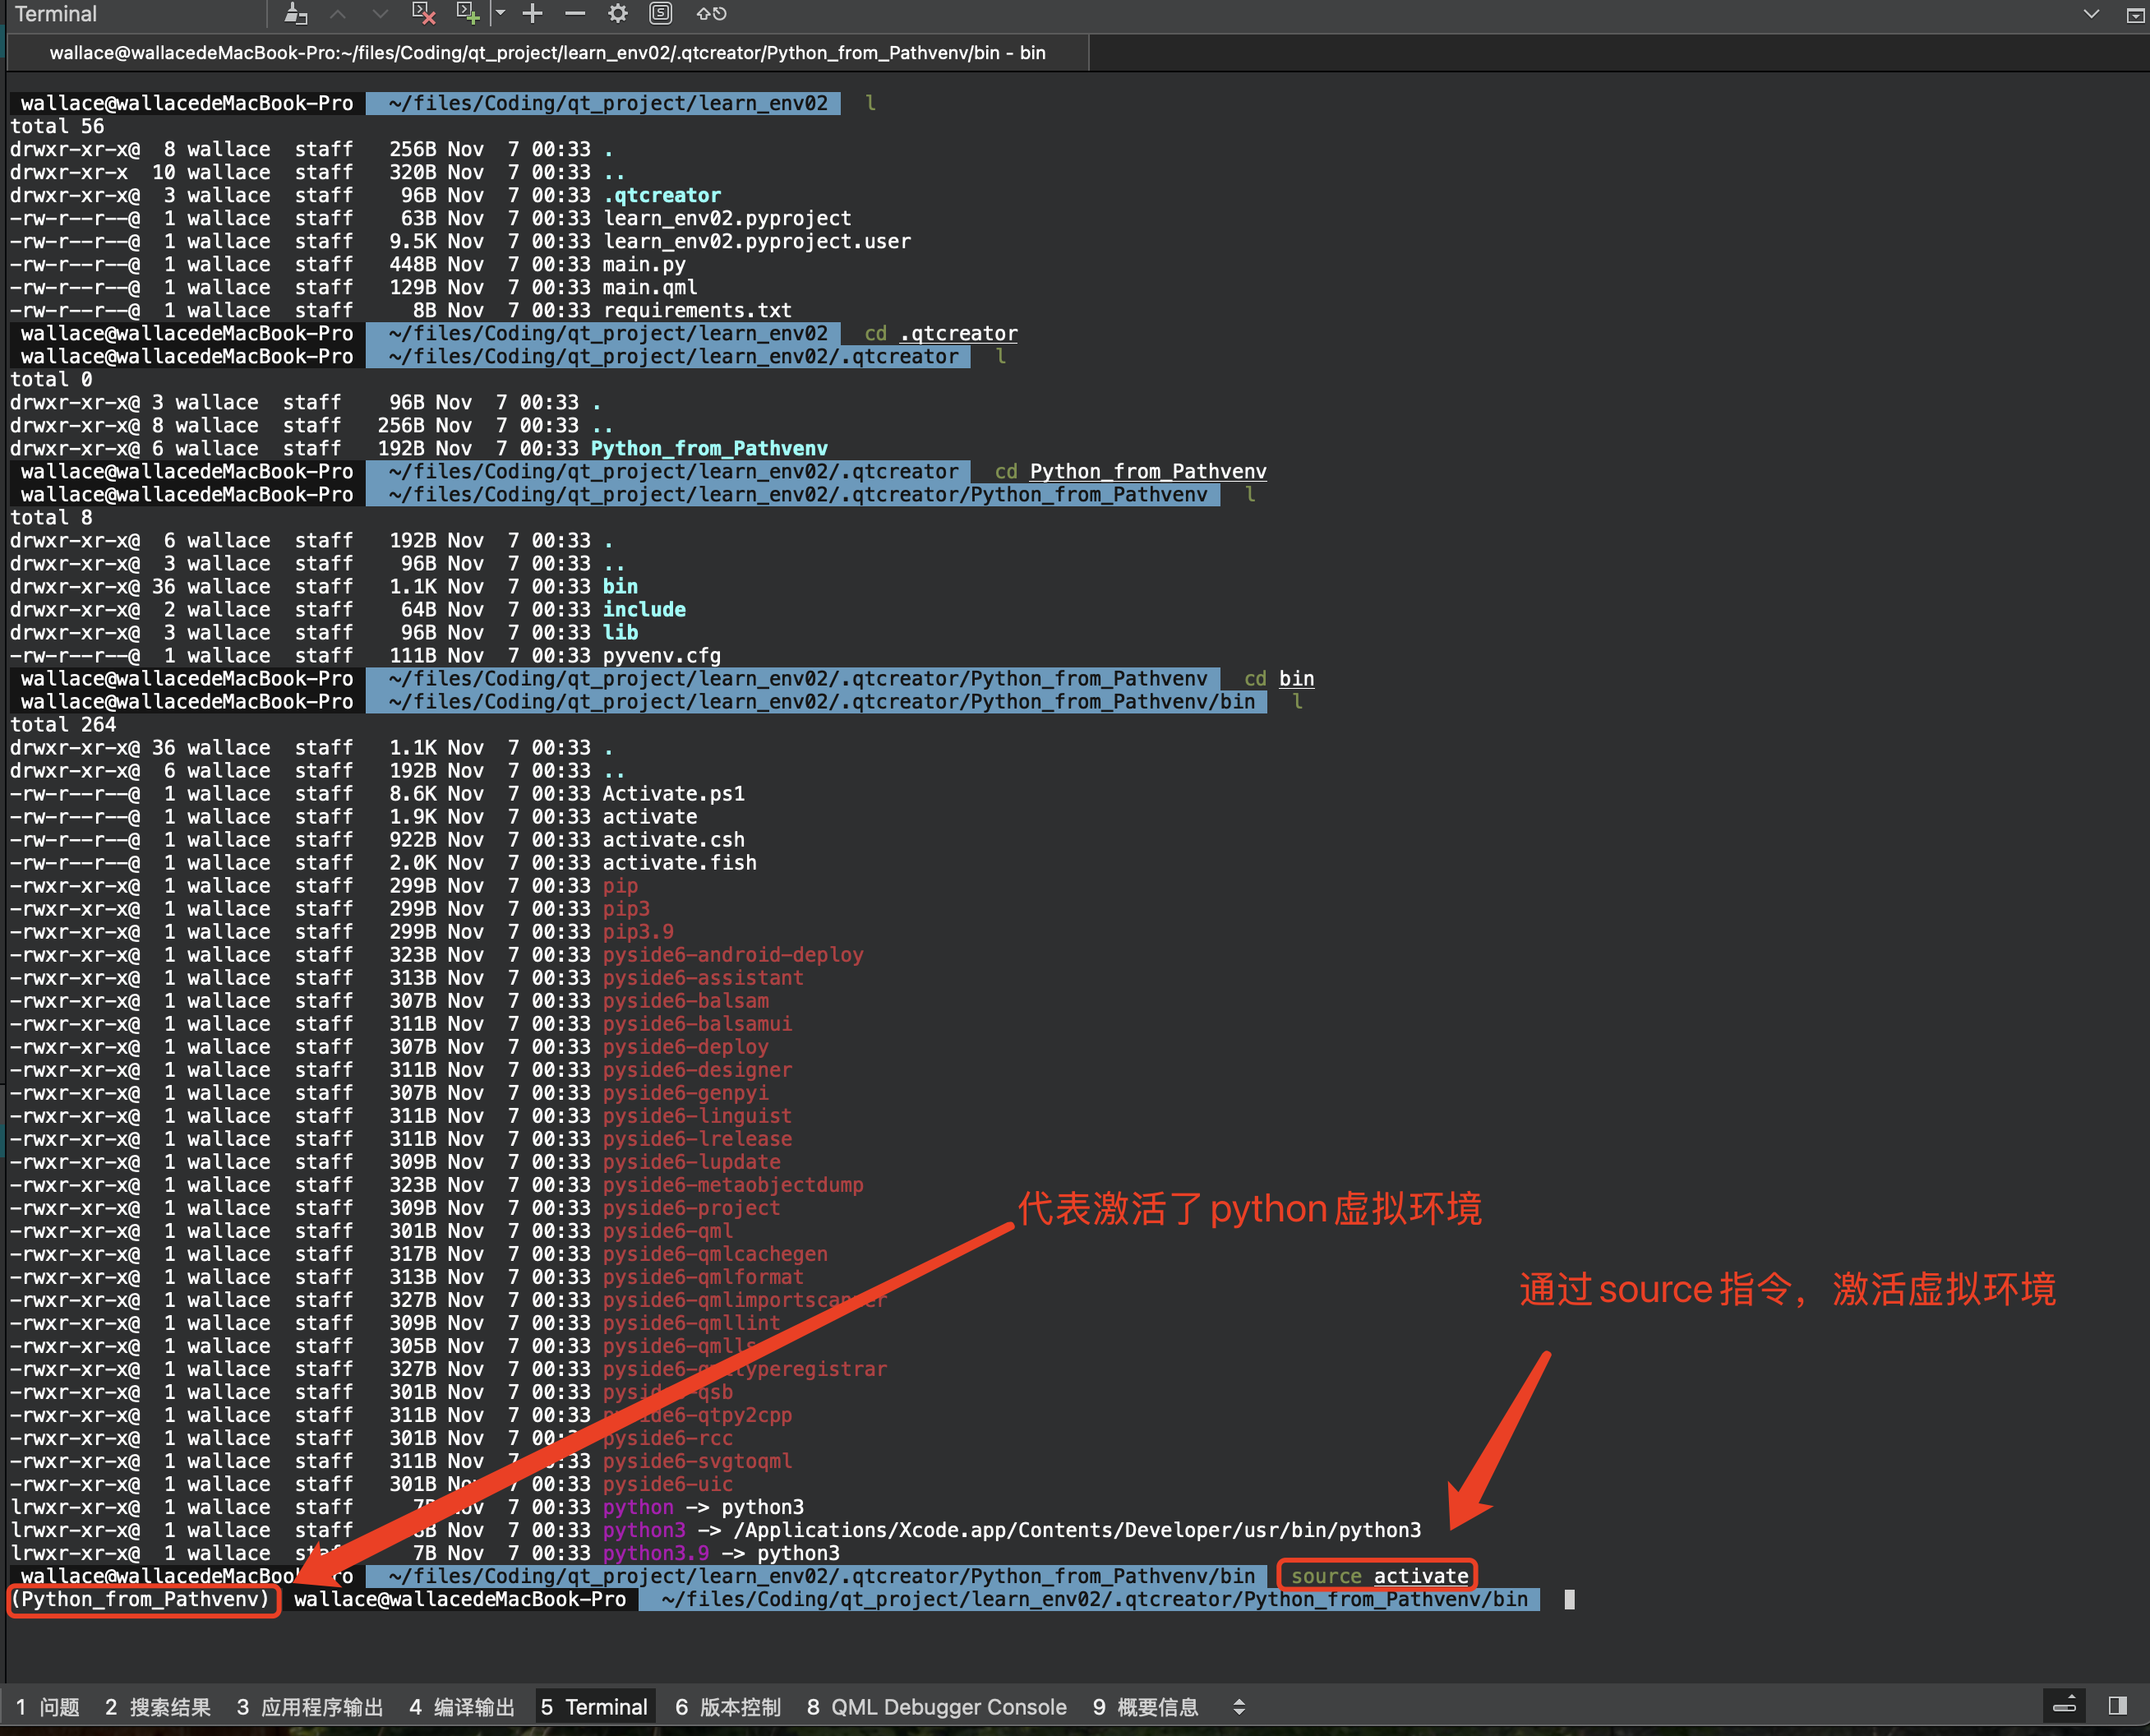 Terminal
wallace@wallacedeMacBook-Pro:~/files/Coding/qt_project/learn_env02/.qtcreator/Python_from_Pathvenv/bin - bin
wallace@wallacedeMacBook-Pro ~/files/Coding/qt_project/learn_env02 l
total 56
drwxr-xr-x@ 8 wallace staff 256B Nov 7 00:33 .
drwxr-xr-x 10 wallace staff 320B Nov 7 00:33 ..
drwxr-xr-x@ 3 wallace staff 96B Nov 7 00:33 .qtcreator
-rw-r--r--@ 1 wallace staff 63B Nov 7 00:33 learn_env02.pyproject
-rw-r--r--@ 1 wallace staff 9.5K Nov 7 00:33 learn_env02.pyproject.user
-rw-r--r--@ 1 wallace staff 448B Nov 7 00:33 main.py
-rw-r--r--@ 1 wallace staff 129B Nov 7 00:33 main.qml
-rw-r--r--@ 1 wallace staff 8B Nov 7 00:33 requirements.txt
wallace@wallacedeMacBook-Pro ~/files/Coding/qt_project/learn_env02 cd .qtcreator
wallace@wallacedeMacBook-Pro ~/files/Coding/qt_project/learn_env02/.qtcreator l
total 0
drwxr-xr-x@ 3 wallace staff 96B Nov 7 00:33 .
drwxr-xr-x@ 8 wallace staff 256B Nov 7 00:33 ..
drwxr-xr-x@ 6 wallace staff 192B Nov 7 00:33 Python_from_Pathvenv
wallace@wallacedeMacBook-Pro ~/files/Coding/qt_project/learn_env02/.qtcreator cd Python_from_Pathvenv
wallace@wallacedeMacBook-Pro ~/files/Coding/qt_project/learn_env02/.qtcreator/Python_from_Pathvenv l
total 8
drwxr-xr-x@ 6 wallace staff 192B Nov 7 00:33 .
drwxr-xr-x@ 3 wallace staff 96B Nov 7 00:33 ..
drwxr-xr-x@ 36 wallace staff 1.1K Nov 7 00:33 bin
drwxr-xr-x@ 2 wallace staff 64B Nov 7 00:33 include
drwxr-xr-x@ 3 wallace staff 96B Nov 7 00:33 lib
-rw-r--r--@ 1 wallace staff 111B Nov 7 00:33 pyvenv.cfg
wallace@wallacedeMacBook-Pro ~/files/Coding/qt_project/learn_env02/.qtcreator/Python_from_Pathvenv cd bin
wallace@wallacedeMacBook-Pro ~/files/Coding/qt_project/learn_env02/.qtcreator/Python_from_Pathvenv/bin l
total 264
drwxr-xr-x@ 36 wallace staff 1.1K Nov 7 00:33 .
drwxr-xr-x@ 6 wallace staff 192B Nov 7 00:33 ..
-rw-r--r--@ 1 wallace staff 8.6K Nov 7 00:33 Activate.ps1
-rw-r--r--@ 1 wallace staff 1.9K Nov 7 00:33 activate
-rw-r--r--@ 1 wallace staff 922B Nov 7 00:33 activate.csh
-rw-r--r--@ 1 wallace staff 2.0K Nov 7 00:33 activate.fish
-rwxr-xr-x@ 1 wallace staff 299B Nov 7 00:33 pip
-rwxr-xr-x@ 1 wallace staff 299B Nov 7 00:33 pip3
-rwxr-xr-x@ 1 wallace staff 299B Nov 7 00:33 pip3.9
-rwxr-xr-x@ 1 wallace staff 323B Nov 7 00:33 pyside6-android-deploy
-rwxr-xr-x@ 1 wallace staff 313B Nov 7 00:33 pyside6-assistant
-rwxr-xr-x@ 1 wallace staff 307B Nov 7 00:33 pyside6-balsam
-rwxr-xr-x@ 1 wallace staff 311B Nov 7 00:33 pyside6-balsamui
-rwxr-xr-x@ 1 wallace staff 307B Nov 7 00:33 pyside6-deploy
-rwxr-xr-x@ 1 wallace staff 311B Nov 7 00:33 pyside6-designer
-rwxr-xr-x@ 1 wallace staff 307B Nov 7 00:33 pyside6-genpyi
-rwxr-xr-x@ 1 wallace staff 311B Nov 7 00:33 pyside6-linguist
-rwxr-xr-x@ 1 wallace staff 311B Nov 7 00:33 pyside6-lrelease
-rwxr-xr-x@ 1 wallace staff 309B Nov 7 00:33 pyside6-lupdate
-rwxr-xr-x@ 1 wallace staff 323B Nov 7 00:33 pyside6-metaobjectdump
-rwxr-xr-x@ 1 wallace staff 309B Nov 7 00:33 pyside6-project
代表激活了python虚拟环境
-rwxr-xr-x@ 1 wallace staff 301B Nov 7 00:33 pyside6-qml
-rwxr-xr-x@ 1 wallace staff 317B Nov 7 00:33 pyside6-qmlcachegen
-rwxr-xr-x@ 1 wallace staff 313B Nov 7 00:33 pyside6-qmlformat
通过source指令，激活虚拟环境
-rwxr-xr-x@ 1 wallace staff 327B Nov 7 00:33 pyside6-qmlimportscanner
-rwxr-xr-x@ 1 wallace staff 309B Nov 7 00:33 pyside6-qmllint
-rwxr-xr-x@ 1 wallace staff 305B Nov 7 00:33 pyside6-qmlls
-rwxr-xr-x@ 1 wallace staff 327B Nov 7 00:33 pyside6-qmltyperegistrar
-rwxr-xr-x@ 1 wallace staff 301B Nov 7 00:33 pyside6-qsb
-rwxr-xr-x@ 1 wallace staff 311B Nov 7 00:33 pyside6-qtpy2cpp
-rwxr-xr-x@ 1 wallace staff 301B Nov 7 00:33 pyside6-rcc
-rwxr-xr-x@ 1 wallace staff 311B Nov 7 00:33 pyside6-svgtoqml
-rwxr-xr-x@ 1 wallace staff 301B Nov 7 00:33 pyside6-uic
lrwxr-xr-x@ 1 wallace staff 7B Nov 7 00:33 python -> python3
lrwxr-xr-x@ 1 wallace staff Nov 7 00:33 python3 -> /Applications/Xcode.app/Contents/Developer/usr/bin/python3
lrwxr-xr-x@ 1 wallace staff 7B Nov 7 00:33 python3.9 -> python3
wallace@wallacedeMacBook-Pro ~/files/Coding/qt_project/learn_env02/.qtcreator/Python_from_Pathvenv/bin source activate
(Python_from_Pathvenv) wallace@wallacedeMacBook-Pro ~/files/Coding/qt_project/learn_env02/.qtcreator/Python_from_Pathvenv/bin
1 问题 2 搜索结果 3 应用程序输出 4 编译输出 5 Terminal 6 版本控制 8 QML Debugger Console 9 概要信息